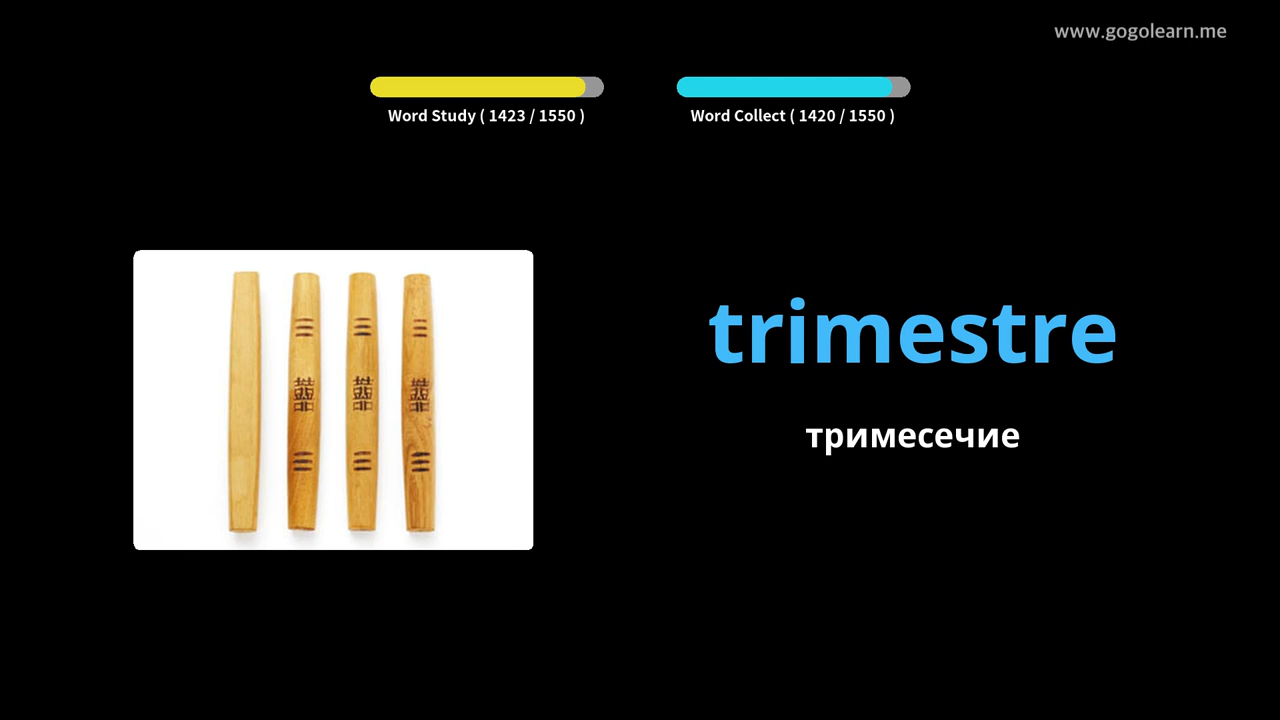 www.gogolearn.me
Word Study ( 1423 / 1550 )
Word Collect ( 1420 / 1550 )
trimestre
тримесечие